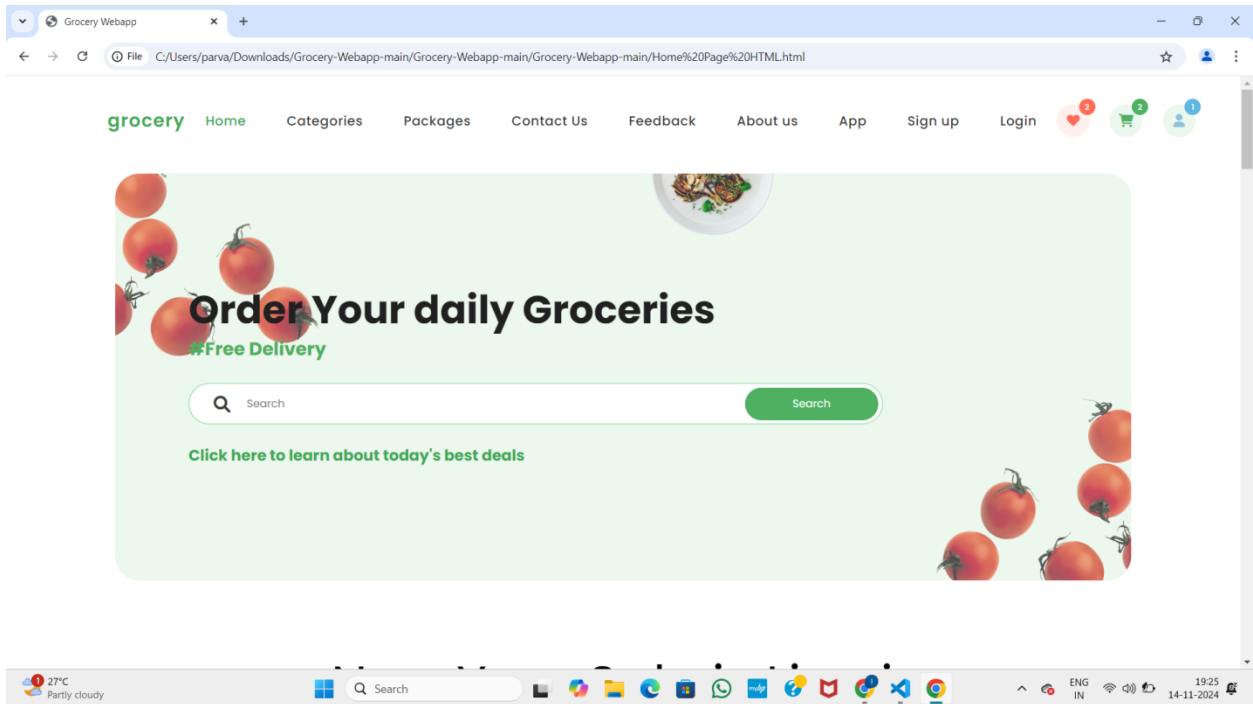 Grocery Webapp
File C:/Users/parva/Downloads/Grocery-Webapp-main/Grocery-Webapp-main/Grocery-Webapp-main/Home%20Page%20HTML.html
grocery Home Categories Packages Contact Us Feedback About us App Sign up Login 2 2 1
Order Your daily Groceries
#Free Delivery
Search Search
Click here to learn about today's best deals
1 27°C
Partly cloudy
Search
ENG
IN
19:25
14-11-2024